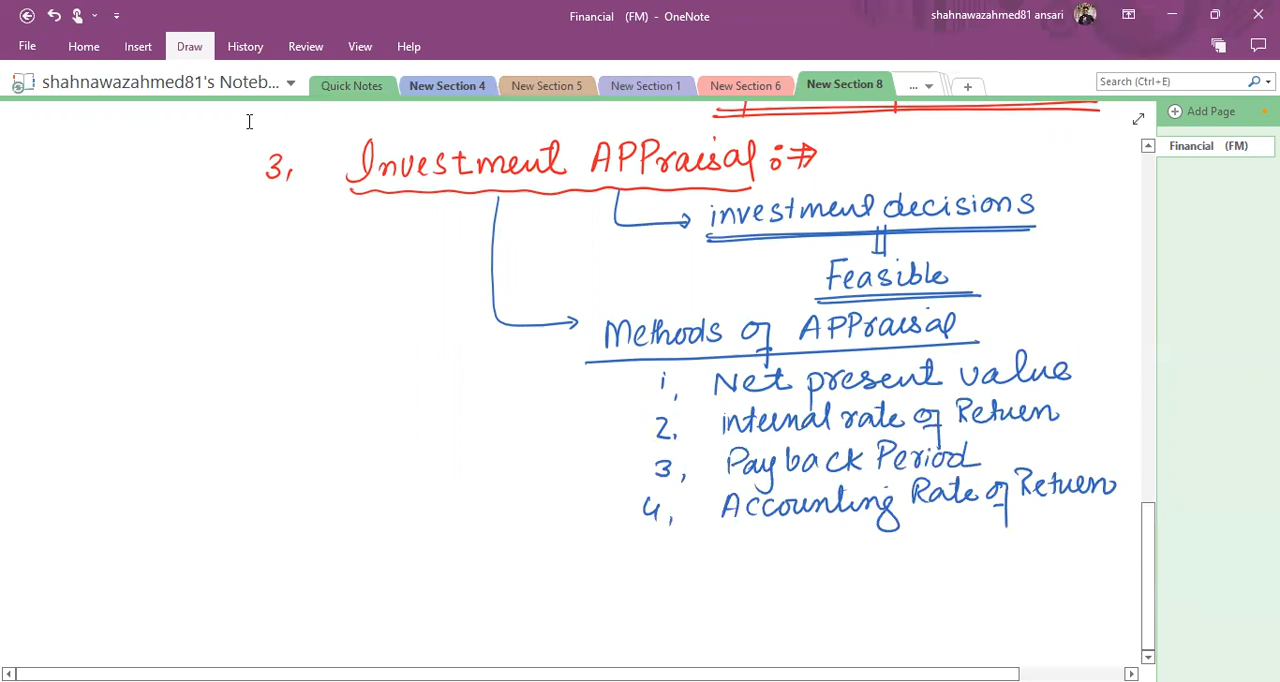 Financial (FM) - OneNote
shahnawazahmed81 ansari
File Home Insert Draw History Review View Help
shahnawazahmed81's Noteb...
Quick Notes New Section 4 New Section 5 New Section 1 New Section 6 New Section 8 ...
Search (Ctrl+E)
Add Page
Financial (FM)
3, Investment APPraisal :⇒
investment decisions
Feasible
Methods of APPraisal
1, Net present value
2, internal rate of Return
3, Payback Period
4, Accounting Rate of Return